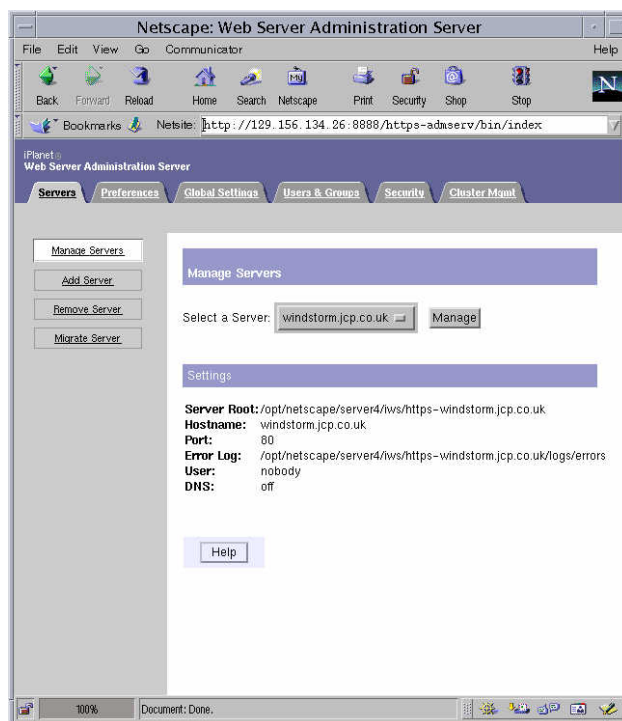 Netscape: Web Server Administration Server
File Edit View Go Communicator Help
Back Forward Reload Home Search Netscape Print Security Shop Stop
N
My
Bookmarks Netsite: http://129.156.134.26:8888/https-admserv/bin/index
iPlanet
Web Server Administration Server
Servers Preferences Global Settings Users & Groups Security Cluster Mgmt
Manage Servers
Add Server
Remove Server
Migrate Server
Manage Servers
Select a Server: windstorm.jcp.co.uk Manage
Settings
Server Root: /opt/netscape/server4/iws/https-windstorm.jcp.co.uk
Hostname: windstorm.jcp.co.uk
Port: 80
Error Log: /opt/netscape/server4/iws/https-windstorm.jcp.co.uk/logs/errors
User: nobody
DNS: off
Help
100% Document: Done.